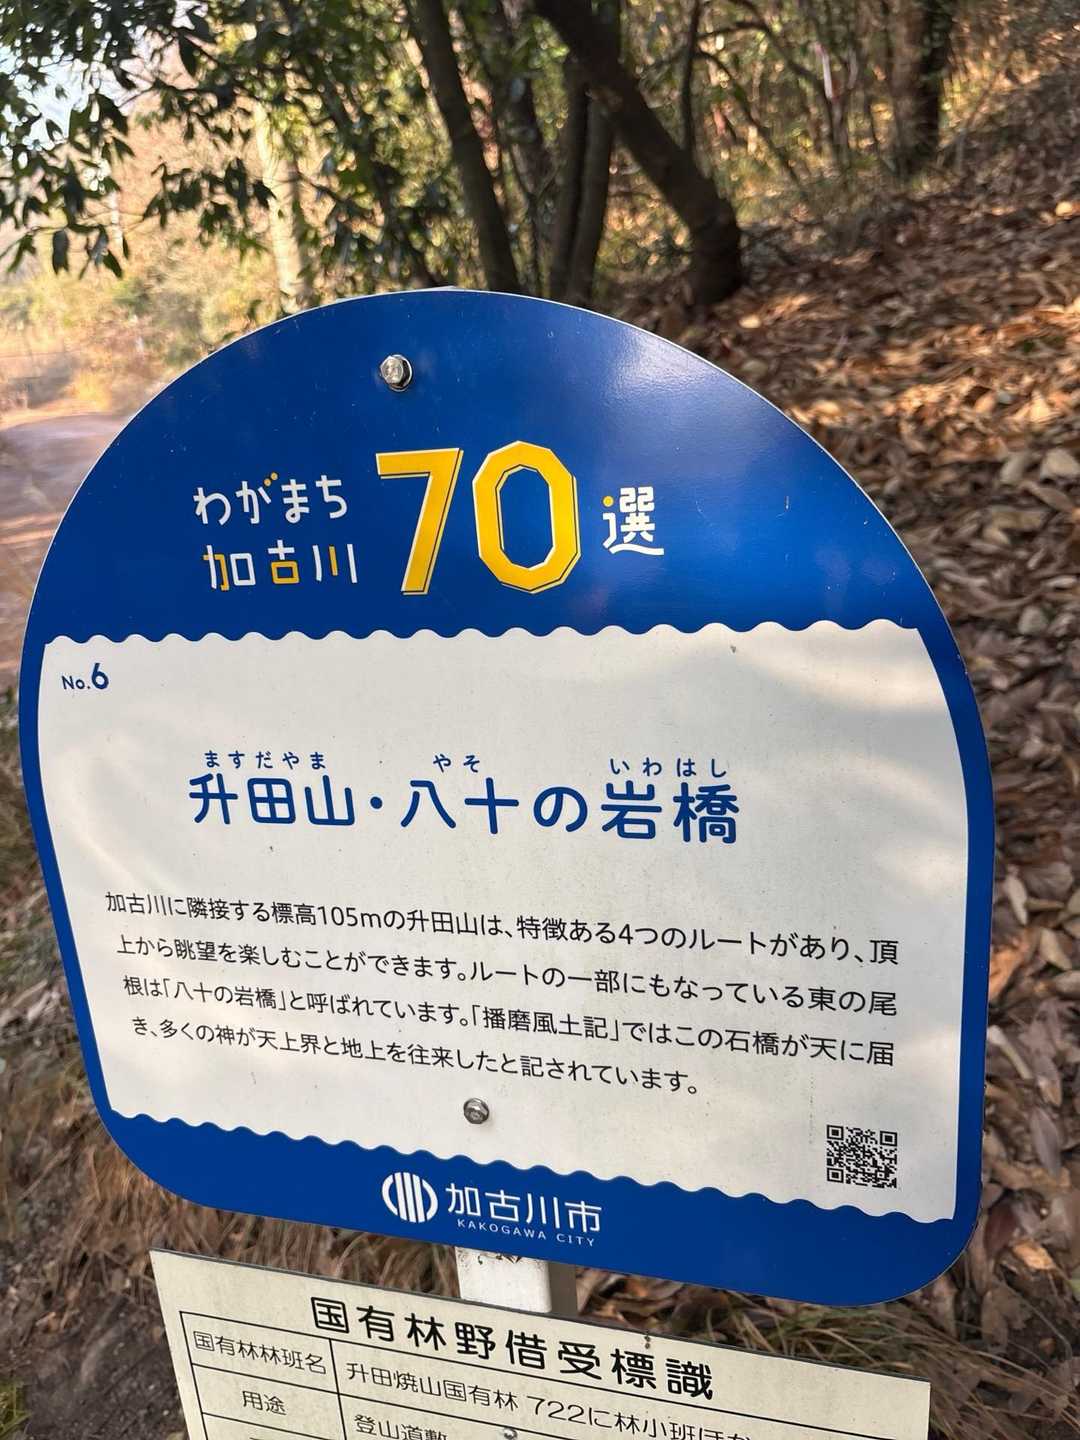 わがまち
加古川
70選
No.6
ますだやま やそ いわはし
升田山・八十の岩橋
加古川に隣接する標高105mの升田山は、特徴ある4つのルートがあり、頂
上から眺望を楽しむことができます。ルートの一部にもなっている東の尾
根は「八十の岩橋」と呼ばれています。「播磨風土記」ではこの石橋が天に届
き、多くの神が天上界と地上を往来したと記されています。
加古川市
KAKOGAWA CITY
国有林野借受標識
国有林林班名 升田焼山国有林 722に林小班ほか
用途 登山道敷